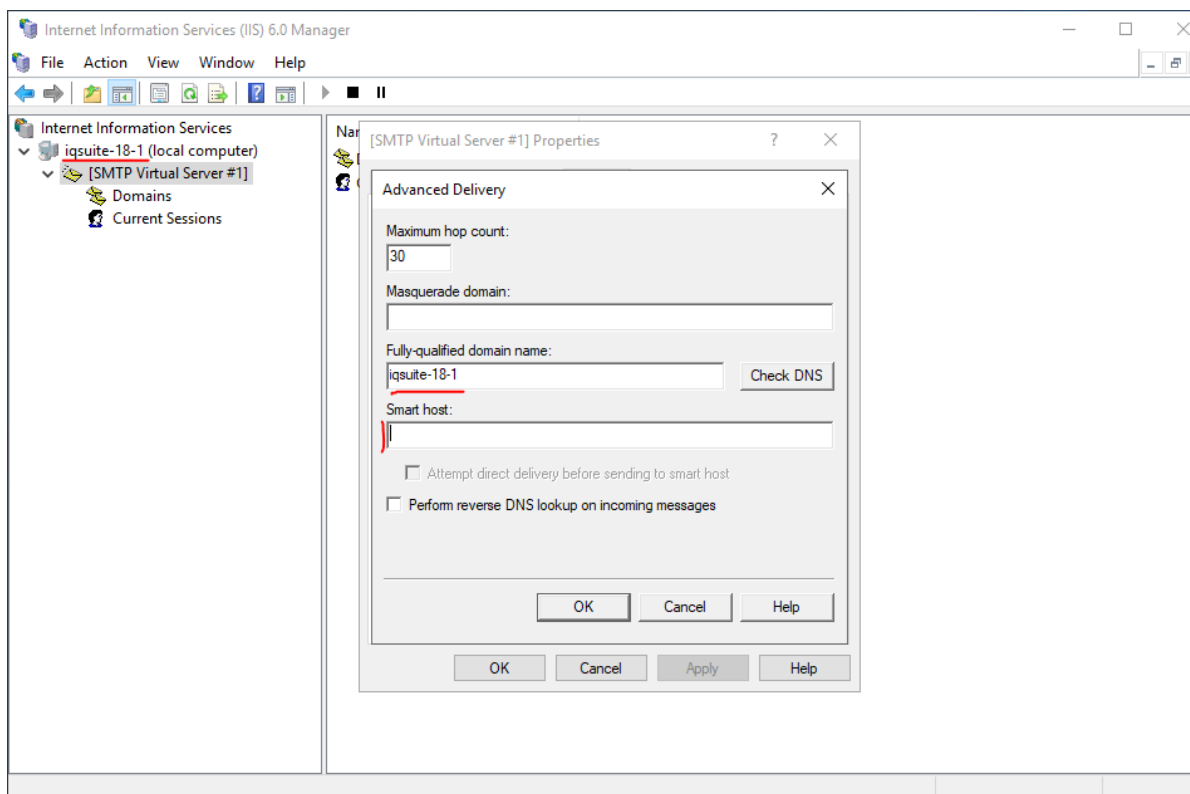 Internet Information Services (IIS) 6.0 Manager
File Action View Window Help
Internet Information Services
iqsuite-18-1 (local computer)
[SMTP Virtual Server #1]
Domains
Current Sessions
Nar
[SMTP Virtual Server #1] Properties
Advanced Delivery
Maximum hop count:
30
Masquerade domain:
Fully-qualified domain name:
iqsuite-18-1
Check DNS
Smart host:
Attempt direct delivery before sending to smart host
Perform reverse DNS lookup on incoming messages
OK Cancel Help
OK Cancel Apply Help